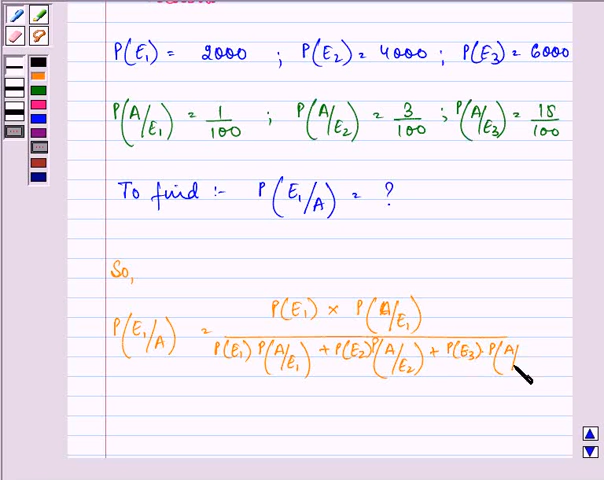 P(E₁) = 2000 ; P(E₂) = 4000 ; P(E₃) = 6000
P(A/E₁) = 1/100 ; P(A/E₂) = 3/100 ; P(A/E₃) = 15/100
To find :- P(E₁/A) = ?
So,
P(E₁/A) = P(E₁) × P(A/E₁) / P(E₁) P(A/E₁) + P(E₂) P(A/E₂) + P(E₃) P(A/